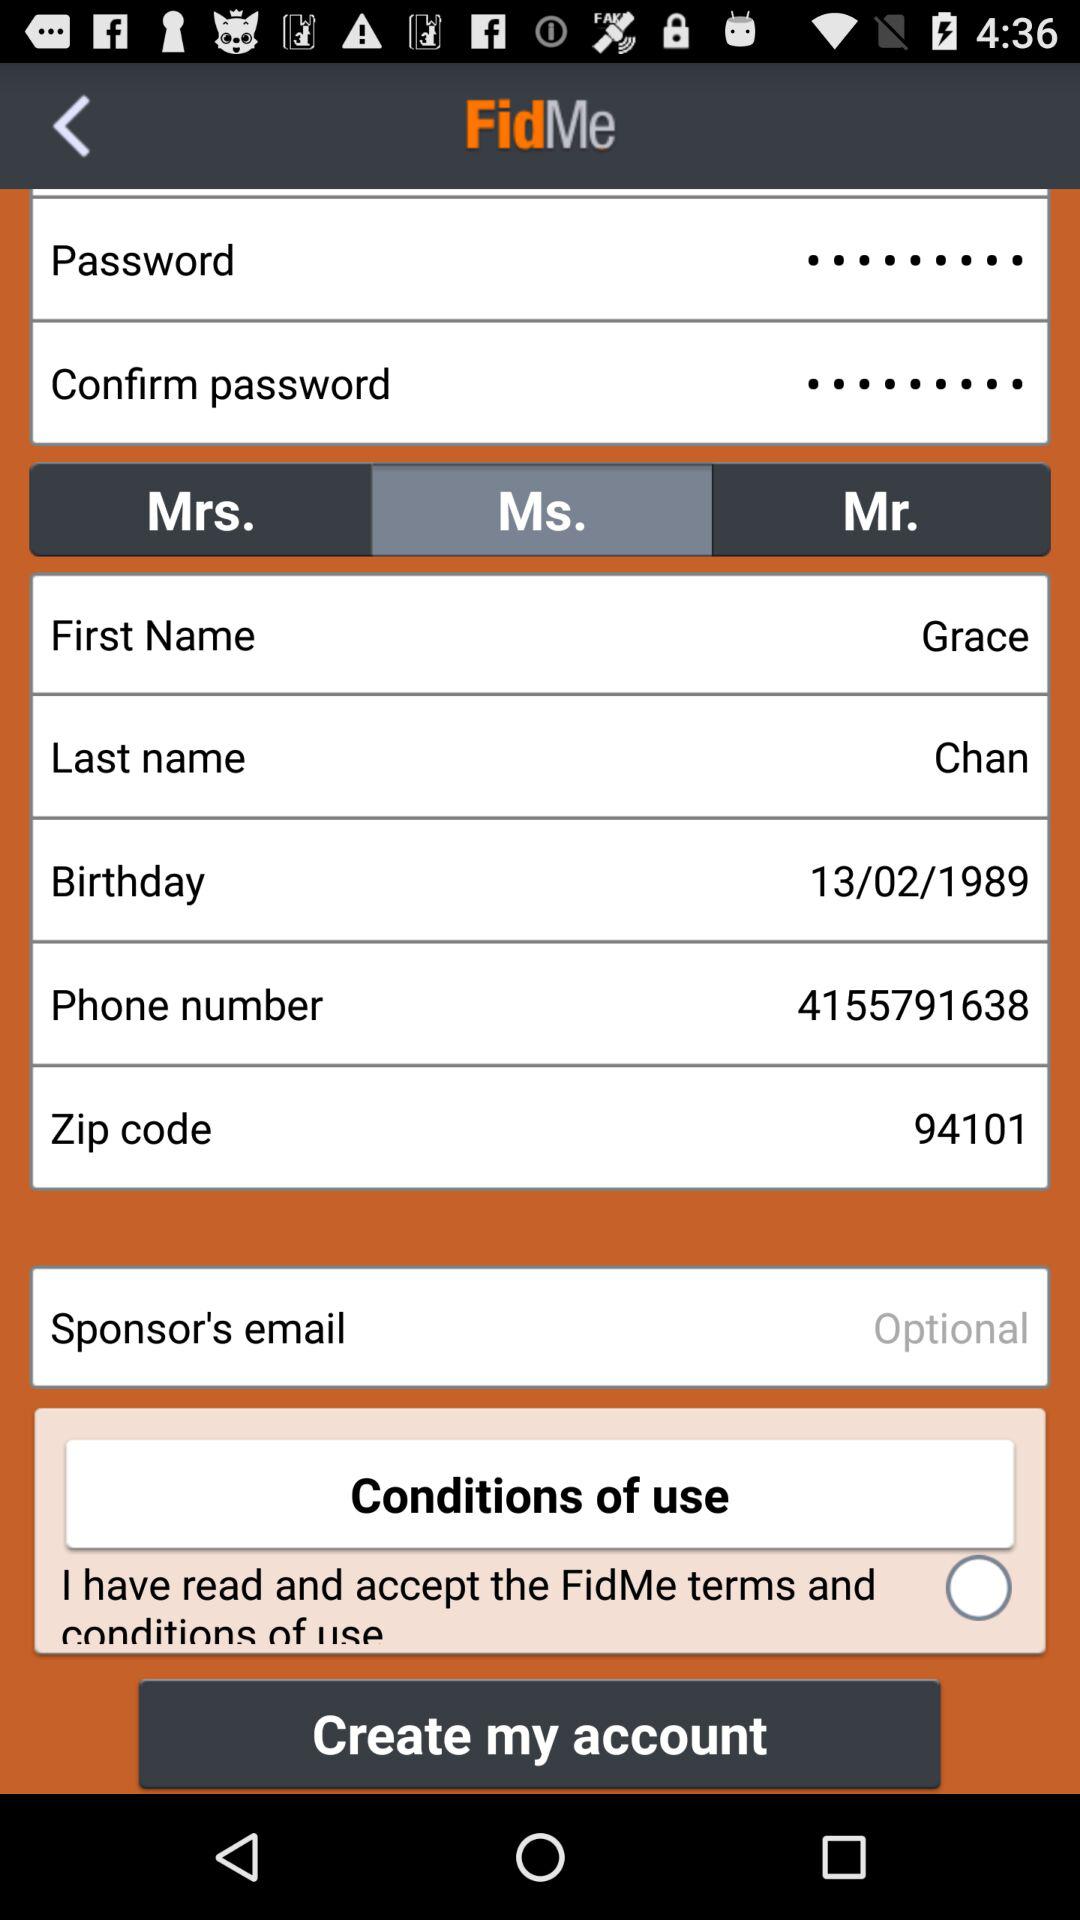 FAKE
4:36
FidMe
Password •••••••••
Confirm password •••••••••
Mrs. Ms. Mr.
First Name Grace
Last name Chan
Birthday 13/02/1989
Phone number 4155791638
Zip code 94101
Sponsor's email Optional
Conditions of use
I have read and accept the FidMe terms and
conditions of use
Create my account